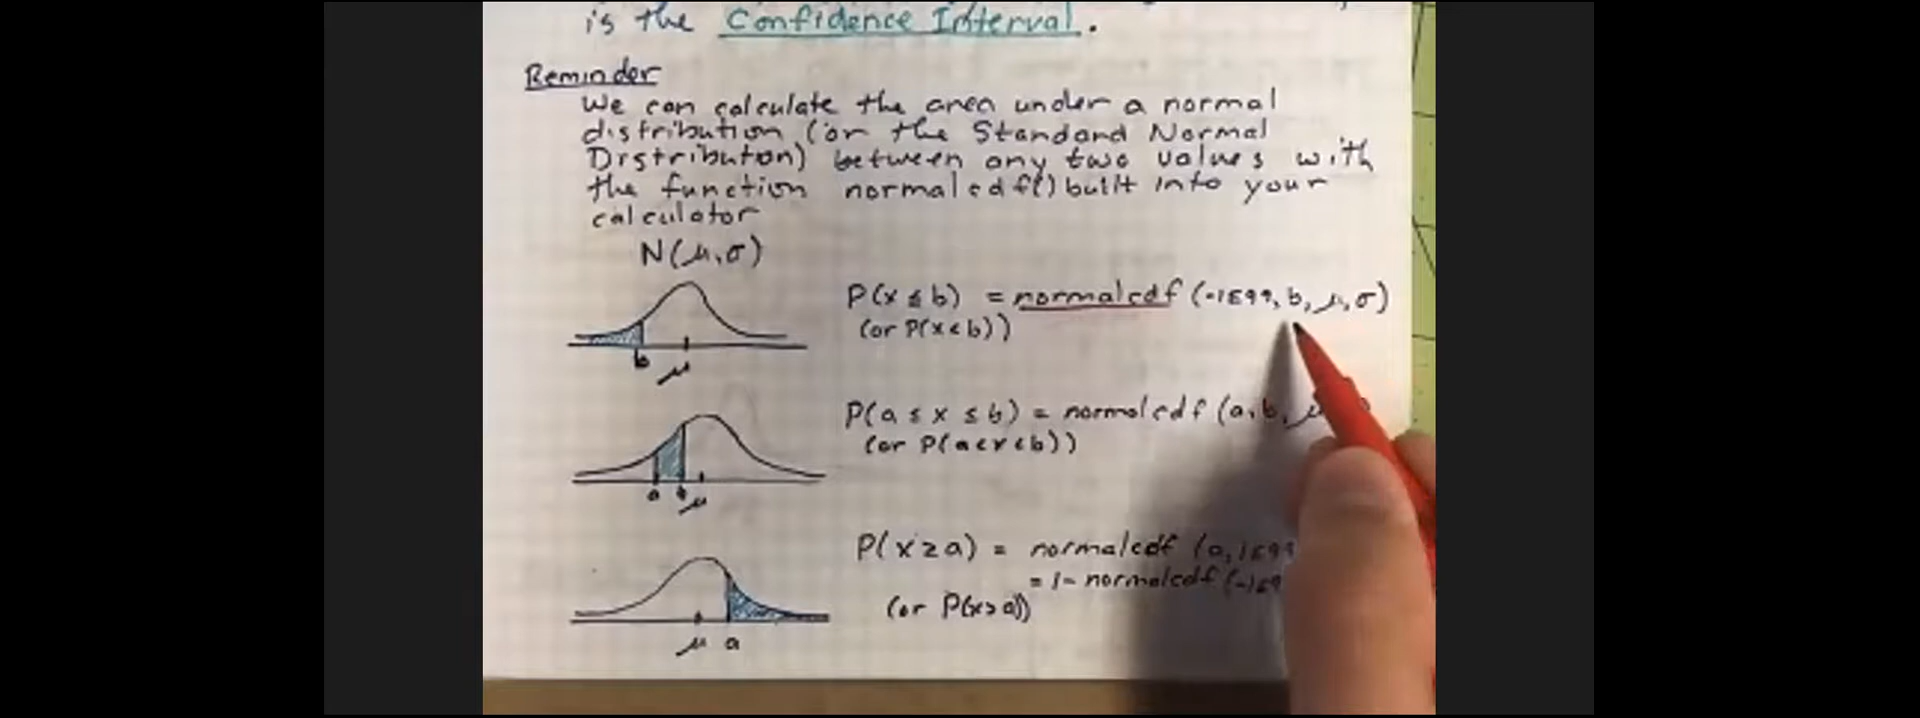 is the Confidence Interval.
Reminder
We can calculate the area under a normal
distribution (or the Standard Normal
Distribution) between any two values with
the function normalcdf() built into your
calculator
N(μ,σ)
P(x ≤ b) = normalcdf (-1E99, b, μ, σ)
(or P(x < b))
b
μ
P(a ≤ x ≤ b) = normalcdf (a, b, μ
(or P(a < x < b))
a b μ
P(x ≥ a) = normalcdf (a, 1E99
= 1 - normalcdf (-1E9
(or P(x > a))
μ a